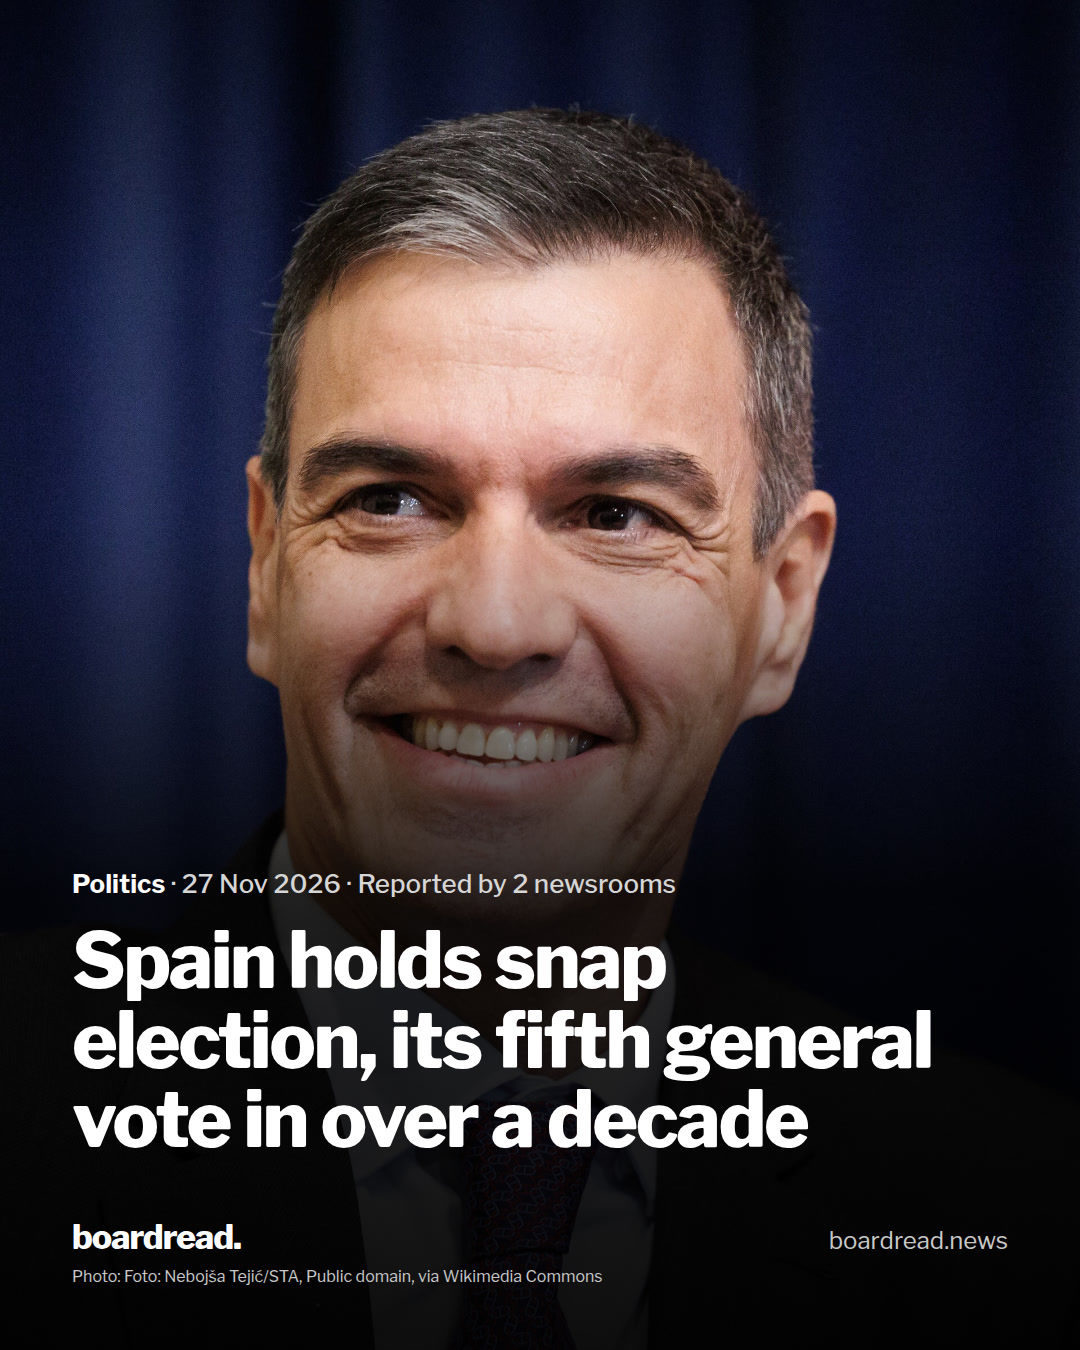 Politics · 27 Nov 2026 · Reported by 2 newsrooms
Spain holds snap
election, its fifth general
vote in over a decade
boardread.
boardread.news
Photo: Foto: Nebojša Tejić/STA, Public domain, via Wikimedia Commons